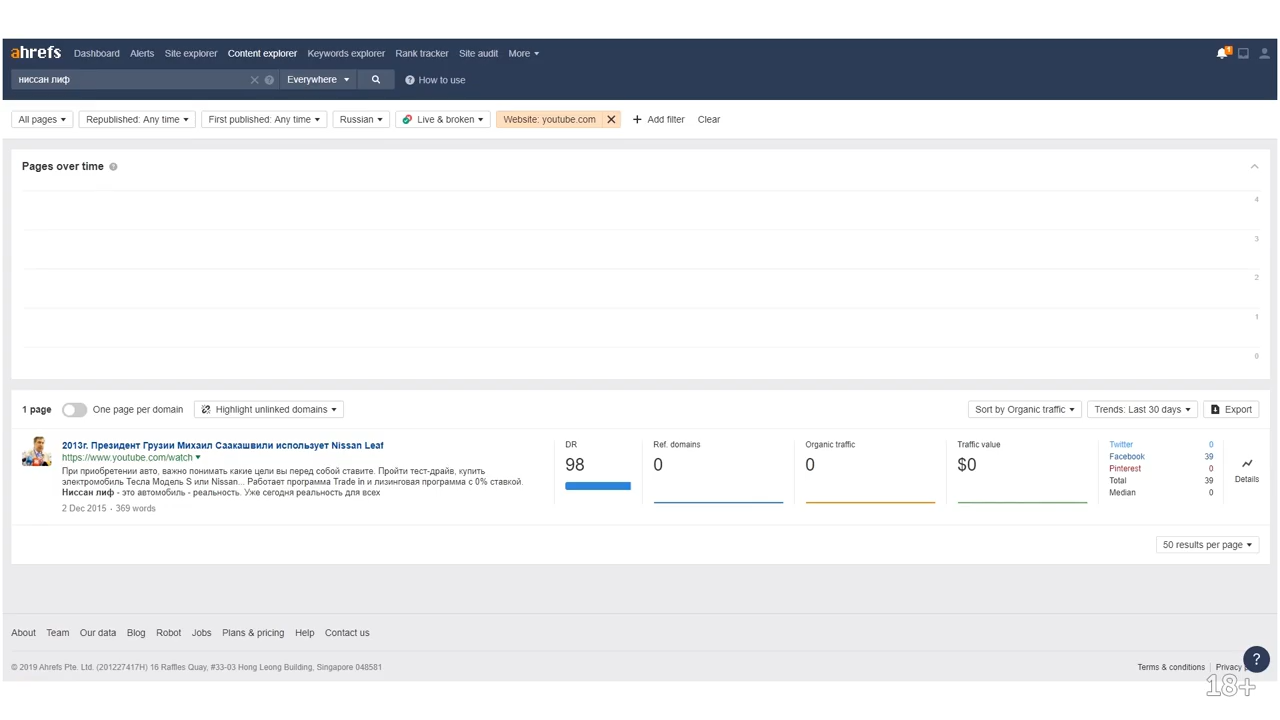 ahrefs Dashboard Alerts Site explorer Content explorer Keywords explorer Rank tracker Site audit More 1
ниссан лиф Everywhere How to use
All pages Republished: Any time First published: Any time Russian Live & broken Website: youtube.com Add filter Clear
Pages over time
4
3
2
1
0
1 page One page per domain Highlight unlinked domains Sort by Organic traffic Trends: Last 30 days Export
2013г. Президент Грузии Михаил Саакашвили использует Nissan Leaf
https://www.youtube.com/watch
При приобретении авто, важно понимать какие цели вы перед собой ставите. Пройти тест-драйв, купить
электромобиль Тесла Модель S или Nissan... Работает программа Trade in и лизинговая программа с 0% ставкой.
Ниссан лиф - это автомобиль - реальность. Уже сегодня реальность для всех
2 Dec 2015 · 369 words
DR
98
Ref. domains
0
Organic traffic
0
Traffic value
$0
Twitter 0
Facebook 39
Pinterest 0
Total 39
Median 0
Details
50 results per page
About Team Our data Blog Robot Jobs Plans & pricing Help Contact us
© 2019 Ahrefs Pte. Ltd. (201227417H) 16 Raffles Quay, #33-03 Hong Leong Building, Singapore 048581
Terms & conditions Privacy
?
18+